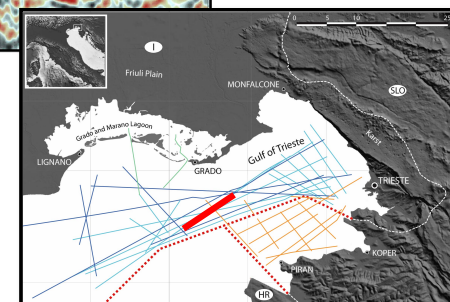 0 5 15 25
I
Friuli Plain
MONFALCONE
SLO
Karst
Grado and Marano Lagoon
Gulf of Trieste
LIGNANO
GRADO
TRIESTE
KOPER
PIRAN
HR